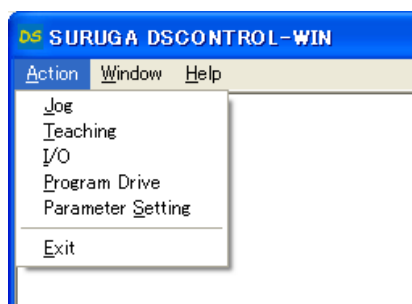 DS SURUGA DSCONTROL-WIN
Action Window Help
Jog
Teaching
I/O
Program Drive
Parameter Setting
Exit